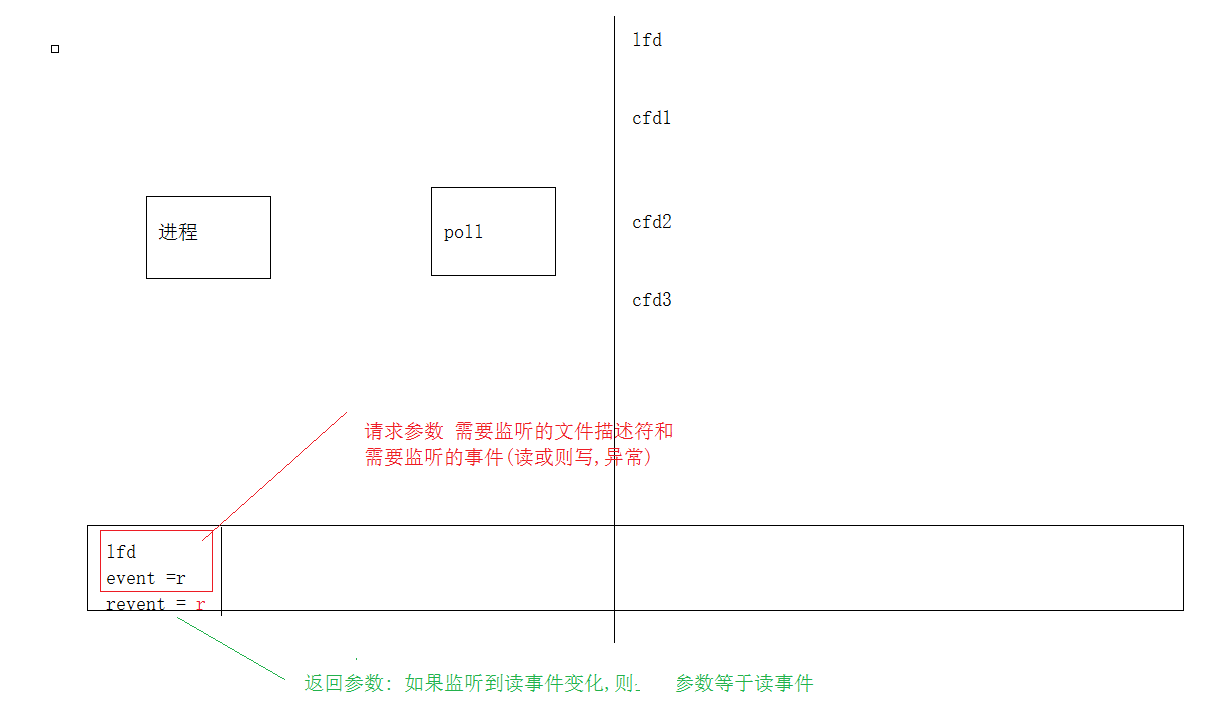 lfd
cfd1
进程
poll
cfd2
cfd3
请求参数 需要监听的文件描述符和
需要监听的事件(读或则写,异常)
lfd
event =r
revent = r
返回参数: 如果监听到读事件变化,则 参数等于读事件